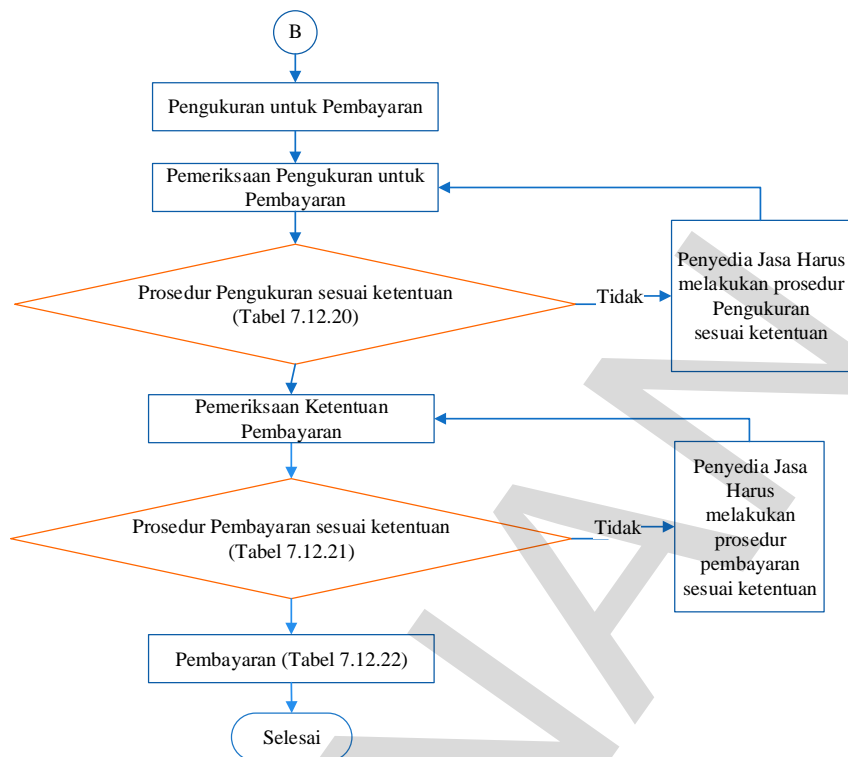 B
Pengukuran untuk Pembayaran
Pemeriksaan Pengukuran untuk
Pembayaran
Prosedur Pengukuran sesuai ketentuan
(Tabel 7.12.20)
Tidak
Penyedia Jasa Harus
melakukan prosedur
Pengukuran
sesuai ketentuan
Pemeriksaan Ketentuan
Pembayaran
Prosedur Pembayaran sesuai ketentuan
(Tabel 7.12.21)
Tidak
Penyedia Jasa
Harus
melakukan
prosedur
pembayaran
sesuai ketentuan
Pembayaran (Tabel 7.12.22)
Selesai